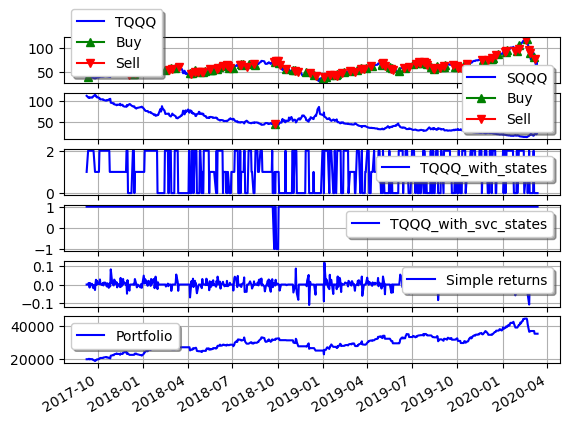 TQQQ
Buy
Sell
100
50
SQQQ
Buy
Sell
100
50
2
0
TQQQ_with_states
1
0
−1
TQQQ_with_svc_states
0.1
0.0
−0.1
Simple returns
40000
20000
Portfolio
2017-10 2018-01 2018-04 2018-07 2018-10 2019-01 2019-04 2019-07 2019-10 2020-01 2020-04